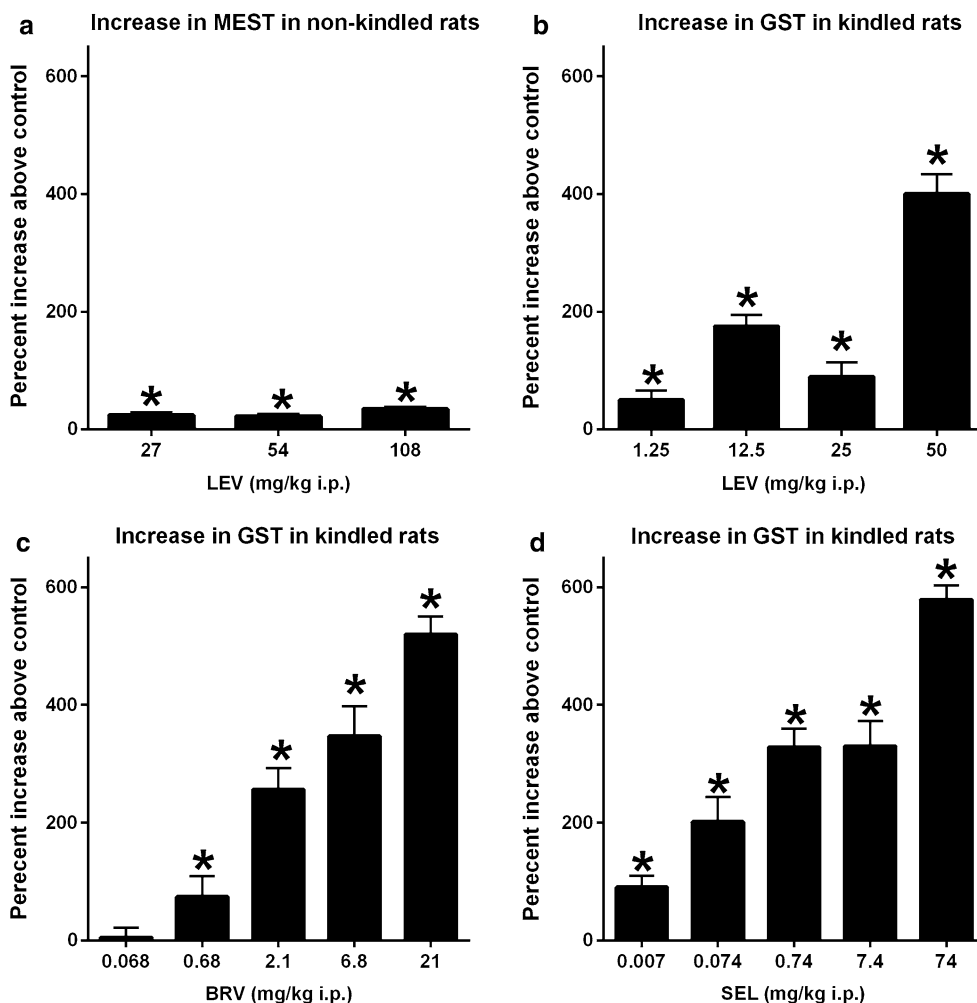 a
Increase in MEST in non-kindled rats
Perecent increase above control
600
400
200
0
* * *
27 54 108
LEV (mg/kg i.p.)
b
Increase in GST in kindled rats
Perecent increase above control
600
400
200
0
* * * *
1.25 12.5 25 50
LEV (mg/kg i.p.)
c
Increase in GST in kindled rats
Perecent increase above control
600
400
200
0
* * * *
0.068 0.68 2.1 6.8 21
BRV (mg/kg i.p.)
d
Increase in GST in kindled rats
Perecent increase above control
600
400
200
0
* * * * *
0.007 0.074 0.74 7.4 74
SEL (mg/kg i.p.)